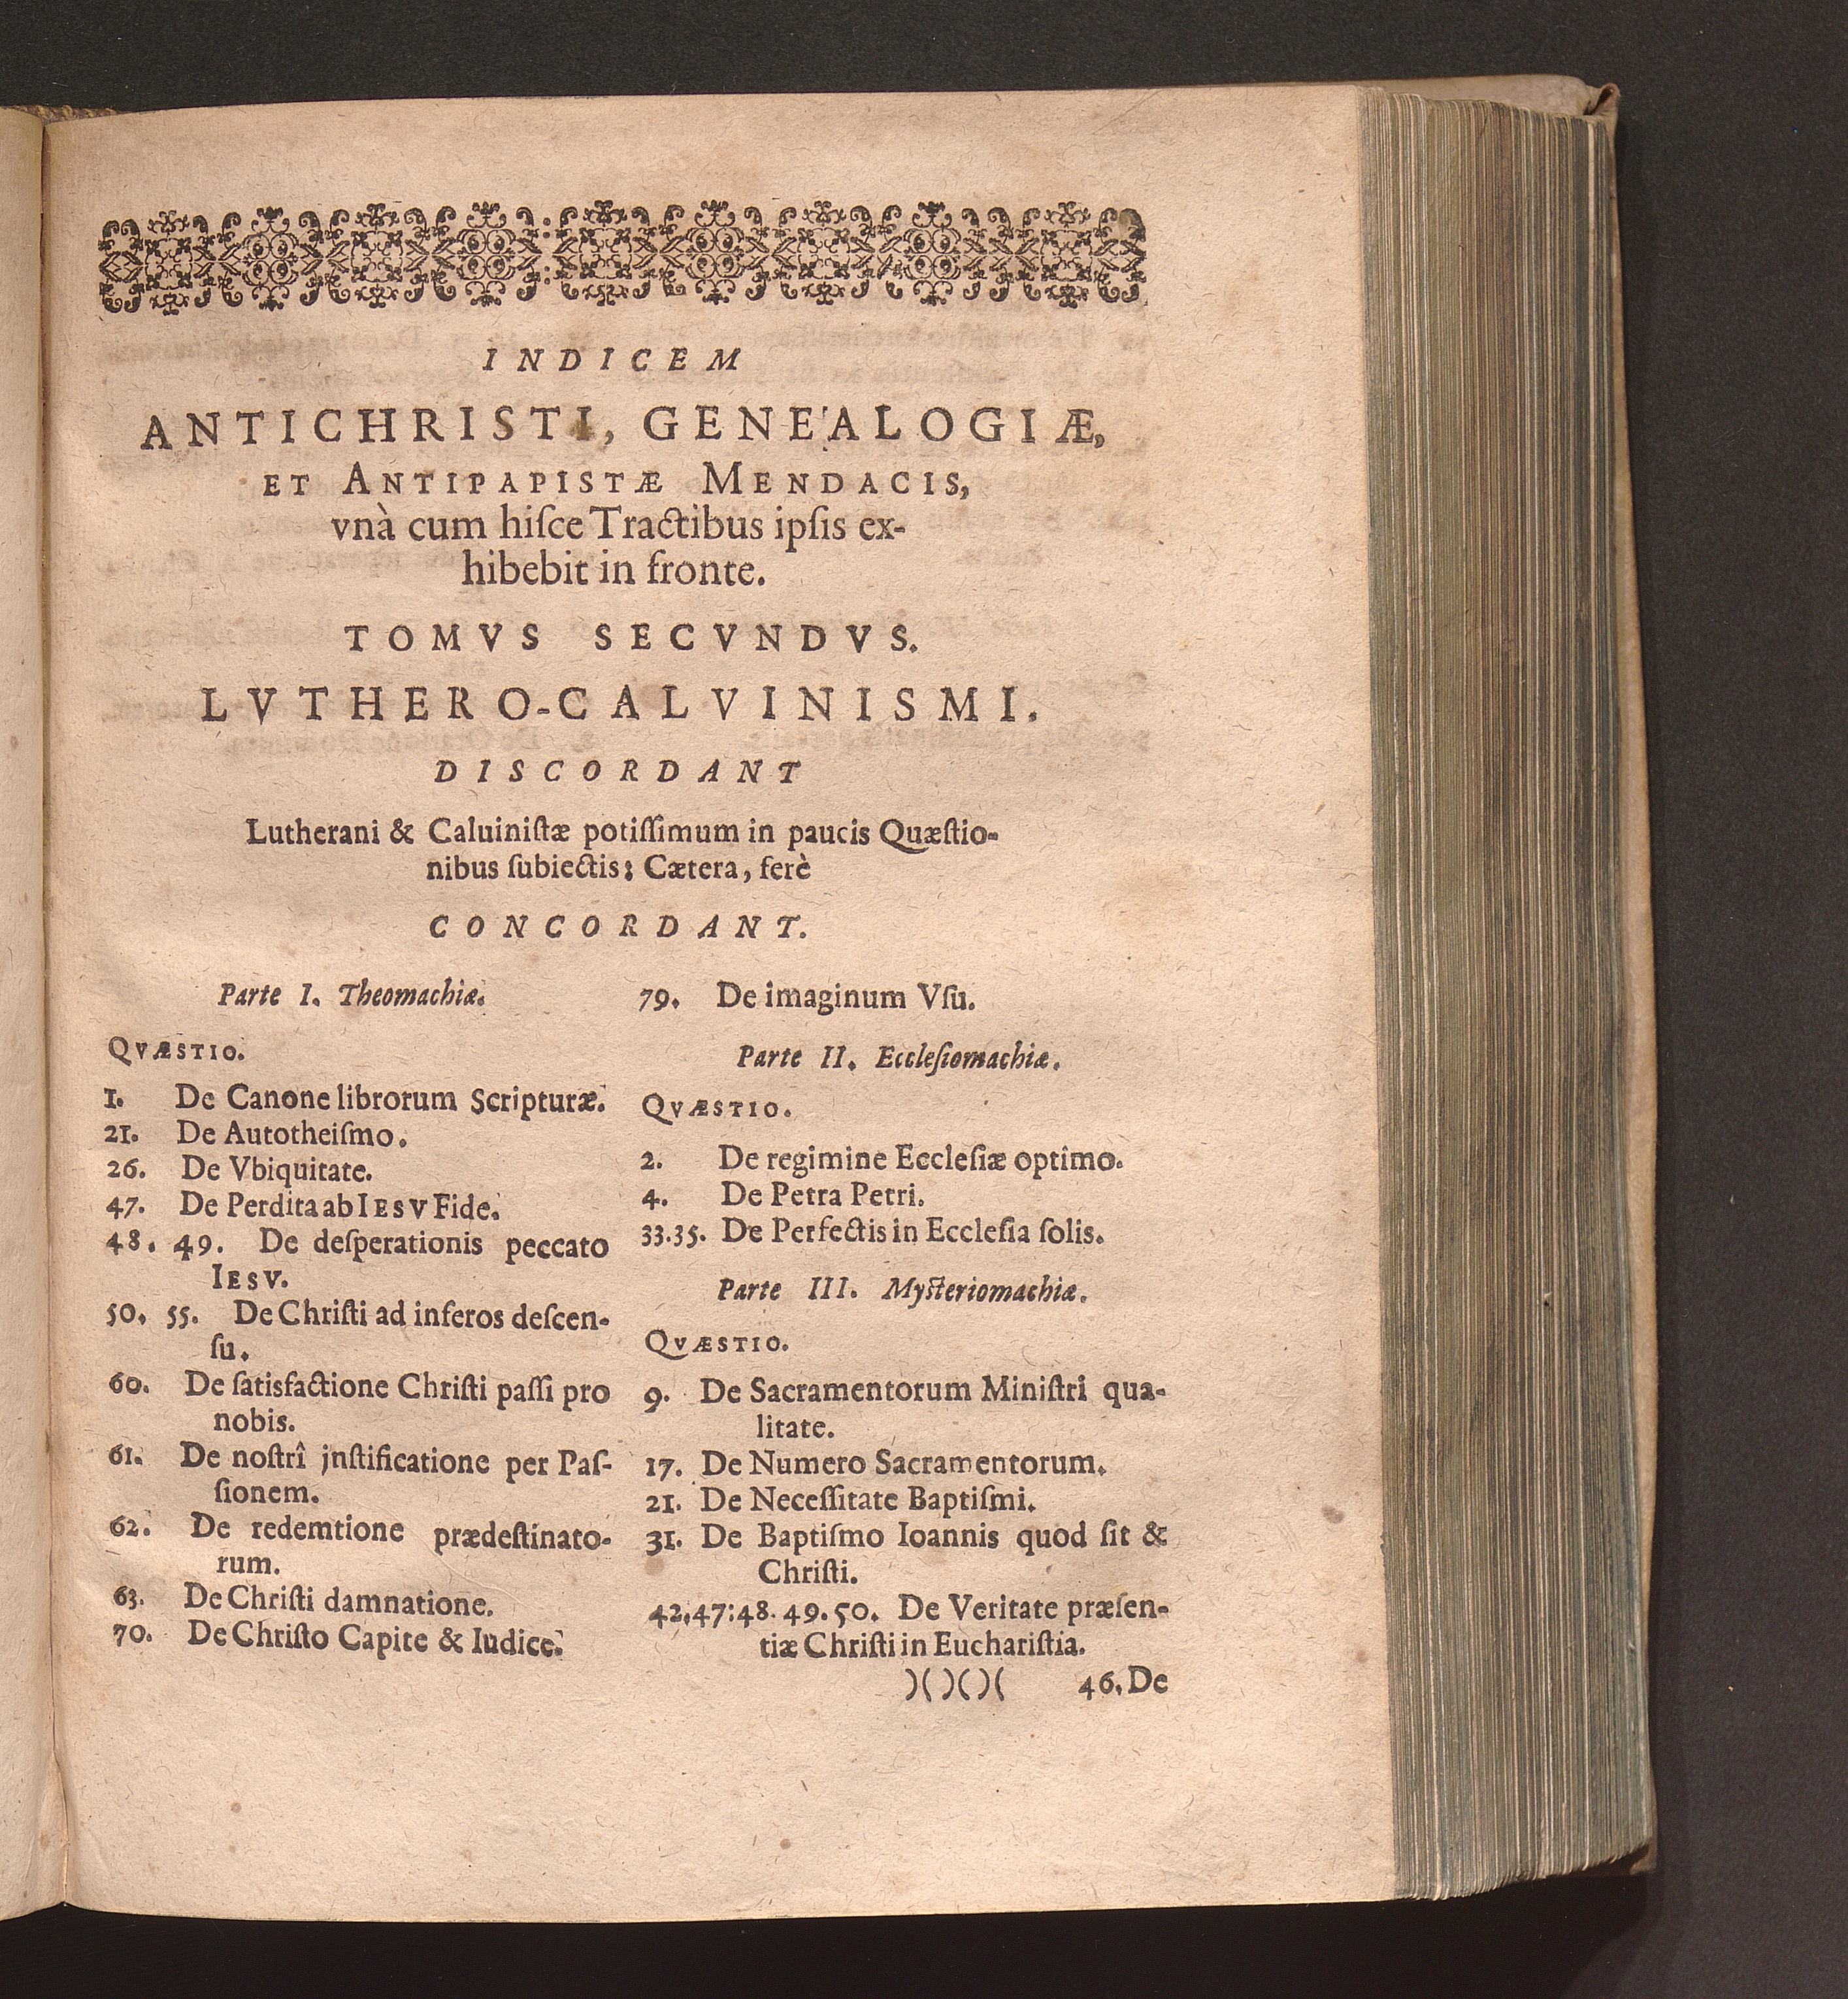 INDICEM
ANTICHRISTI, GENEALOGIÆ,
ET ANTIPAPISTÆ MENDACIS,
vnà cum hiſce Tractibus ipſis ex-
hibebit in fronte.
TOMVS SECVNDVS.
LVTHERO-CALVINISMI.
DISCORDANT
Lutherani & Caluiniſtæ potiſſimum in paucis Quæſtio-
nibus ſubiectis: Cætera, ferè
CONCORDANT.
Parte I. Theomachiæ.
QVÆSTIO.
1. De Canone librorum Scripturæ.
21. De Autotheiſmo.
26. De Vbiquitate.
47. De Perdita ab IESV Fide.
48. 49. De deſperationis peccato
IESV.
50. 55. De Chriſti ad inferos deſcen-
ſu.
60. De ſatisfactione Chriſti paſſi pro
nobis.
61. De noſtrî jnſtificatione per Paſ-
ſionem.
62. De redemtione prædeſtinato-
rum.
63. De Chriſti damnatione.
70. De Chriſto Capite & Iudice.
79. De imaginum Vſu.
Parte II. Eccleſiomachiæ.
QVÆSTIO.
2. De regimine Eccleſiæ optimo.
4. De Petra Petri.
33.35. De Perfectis in Eccleſia ſolis.
Parte III. Myſteriomachiæ.
QVÆSTIO.
9. De Sacramentorum Miniſtri qua-
litate.
17. De Numero Sacramentorum.
21. De Neceſſitate Baptiſmi.
31. De Baptiſmo Ioannis quod ſit &
Chriſti.
42.47:48. 49. 50. De Veritate præſen-
tiæ Chriſti in Euchariſtia.
)( )( )( 46. De